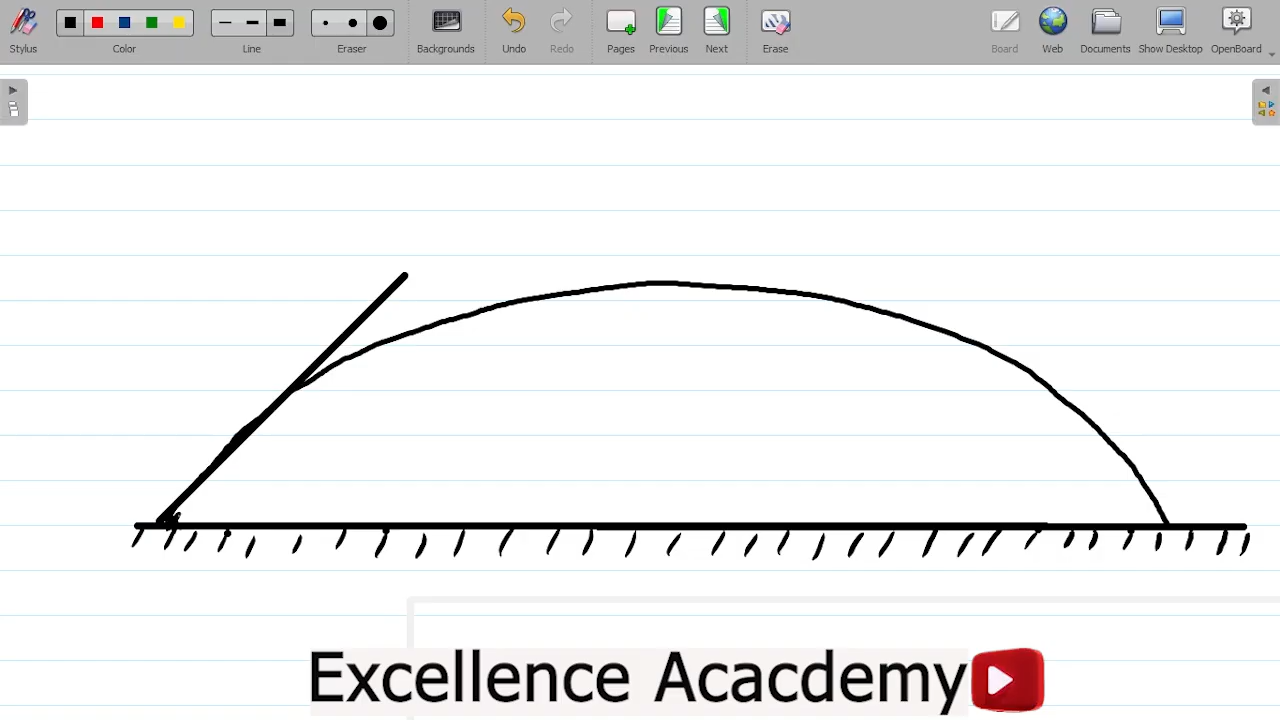 Stylus Color Line Eraser Backgrounds Undo Redo Pages Previous Next Erase Board Web Documents Show Desktop OpenBoard
Excellence Acacdemy